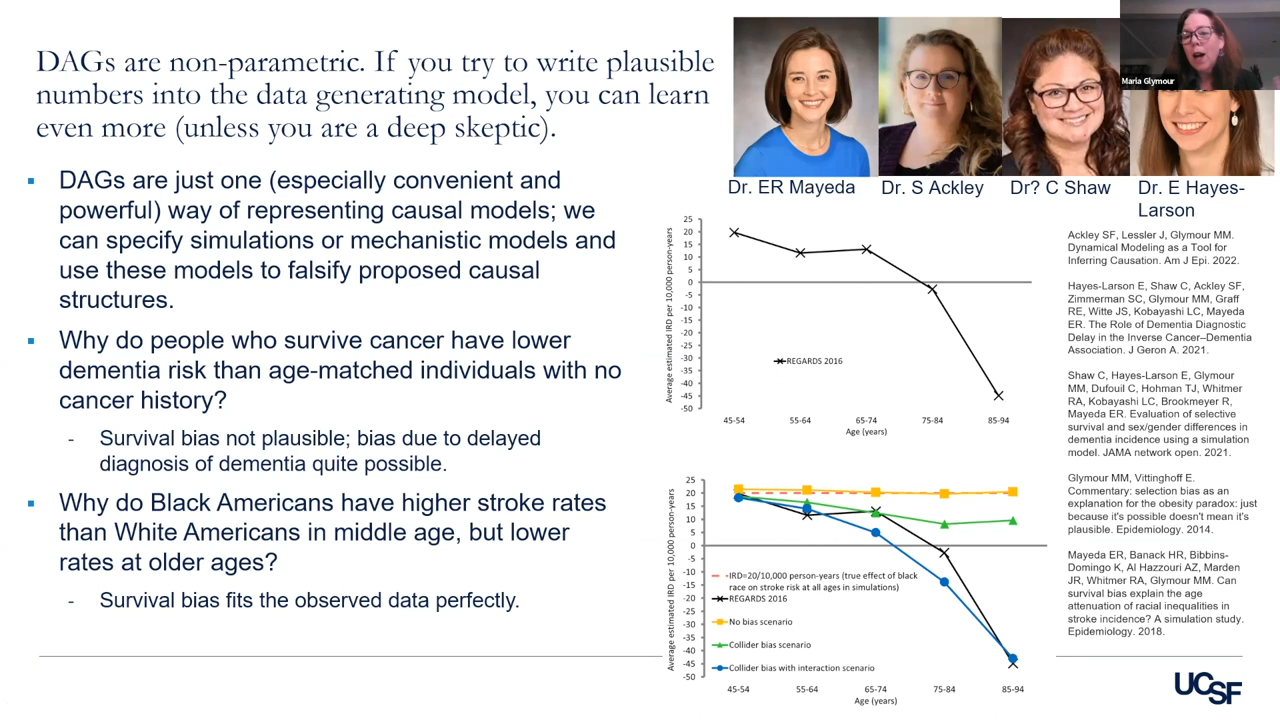 DAGs are non-parametric. If you try to write plausible
numbers into the data generating model, you can learn
even more (unless you are a deep skeptic).
▪ DAGs are just one (especially convenient and
powerful) way of representing causal models; we
can specify simulations or mechanistic models and
use these models to falsify proposed causal
structures.
▪ Why do people who survive cancer have lower
dementia risk than age-matched individuals with no
cancer history?
- Survival bias not plausible; bias due to delayed
diagnosis of dementia quite possible.
▪ Why do Black Americans have higher stroke rates
than White Americans in middle age, but lower
rates at older ages?
- Survival bias fits the observed data perfectly.
Maria Glymour
Dr. ER Mayeda
Dr. S Ackley
Dr? C Shaw
Dr. E Hayes-
Larson
Average estimated IRD per 10,000 person-years
25
20
15
10
5
0
-5
-10
-15
-20
-25
-30
-35
-40
-45
-50
REGARDS 2016
45-54 55-64 65-74 75-84 85-94
Age (years)
Average estimated IRD per 10,000 person-years
25
20
15
10
5
0
-5
-10
-15
-20
-25
-30
-35
-40
-45
-50
IRD=20/10,000 person-years (true effect of black
race on stroke risk at all ages in simulations)
REGARDS 2016
No bias scenario
Collider bias scenario
Collider bias with interaction scenario
45-54 55-64 65-74 75-84 85-94
Age (years)
Ackley SF, Lessler J, Glymour MM.
Dynamical Modeling as a Tool for
Inferring Causation. Am J Epi. 2022.
Hayes-Larson E, Shaw C, Ackley SF,
Zimmerman SC, Glymour MM, Graff
RE, Witte JS, Kobayashi LC, Mayeda
ER. The Role of Dementia Diagnostic
Delay in the Inverse Cancer–Dementia
Association. J Geron A. 2021.
Shaw C, Hayes-Larson E, Glymour
MM, Dufouil C, Hohman TJ, Whitmer
RA, Kobayashi LC, Brookmeyer R,
Mayeda ER. Evaluation of selective
survival and sex/gender differences in
dementia incidence using a simulation
model. JAMA network open. 2021.
Glymour MM, Vittinghoff E.
Commentary: selection bias as an
explanation for the obesity paradox: just
because it's possible doesn't mean it's
plausible. Epidemiology. 2014.
Mayeda ER, Banack HR, Bibbins-
Domingo K, Al Hazzouri AZ, Marden
JR, Whitmer RA, Glymour MM. Can
survival bias explain the age
attenuation of racial inequalities in
stroke incidence? A simulation study.
Epidemiology. 2018.
UCSF